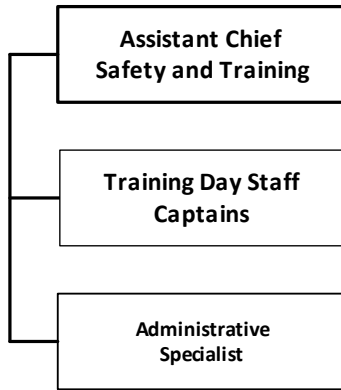 Assistant Chief
Safety and Training
Training Day Staff
Captains
Administrative
Specialist